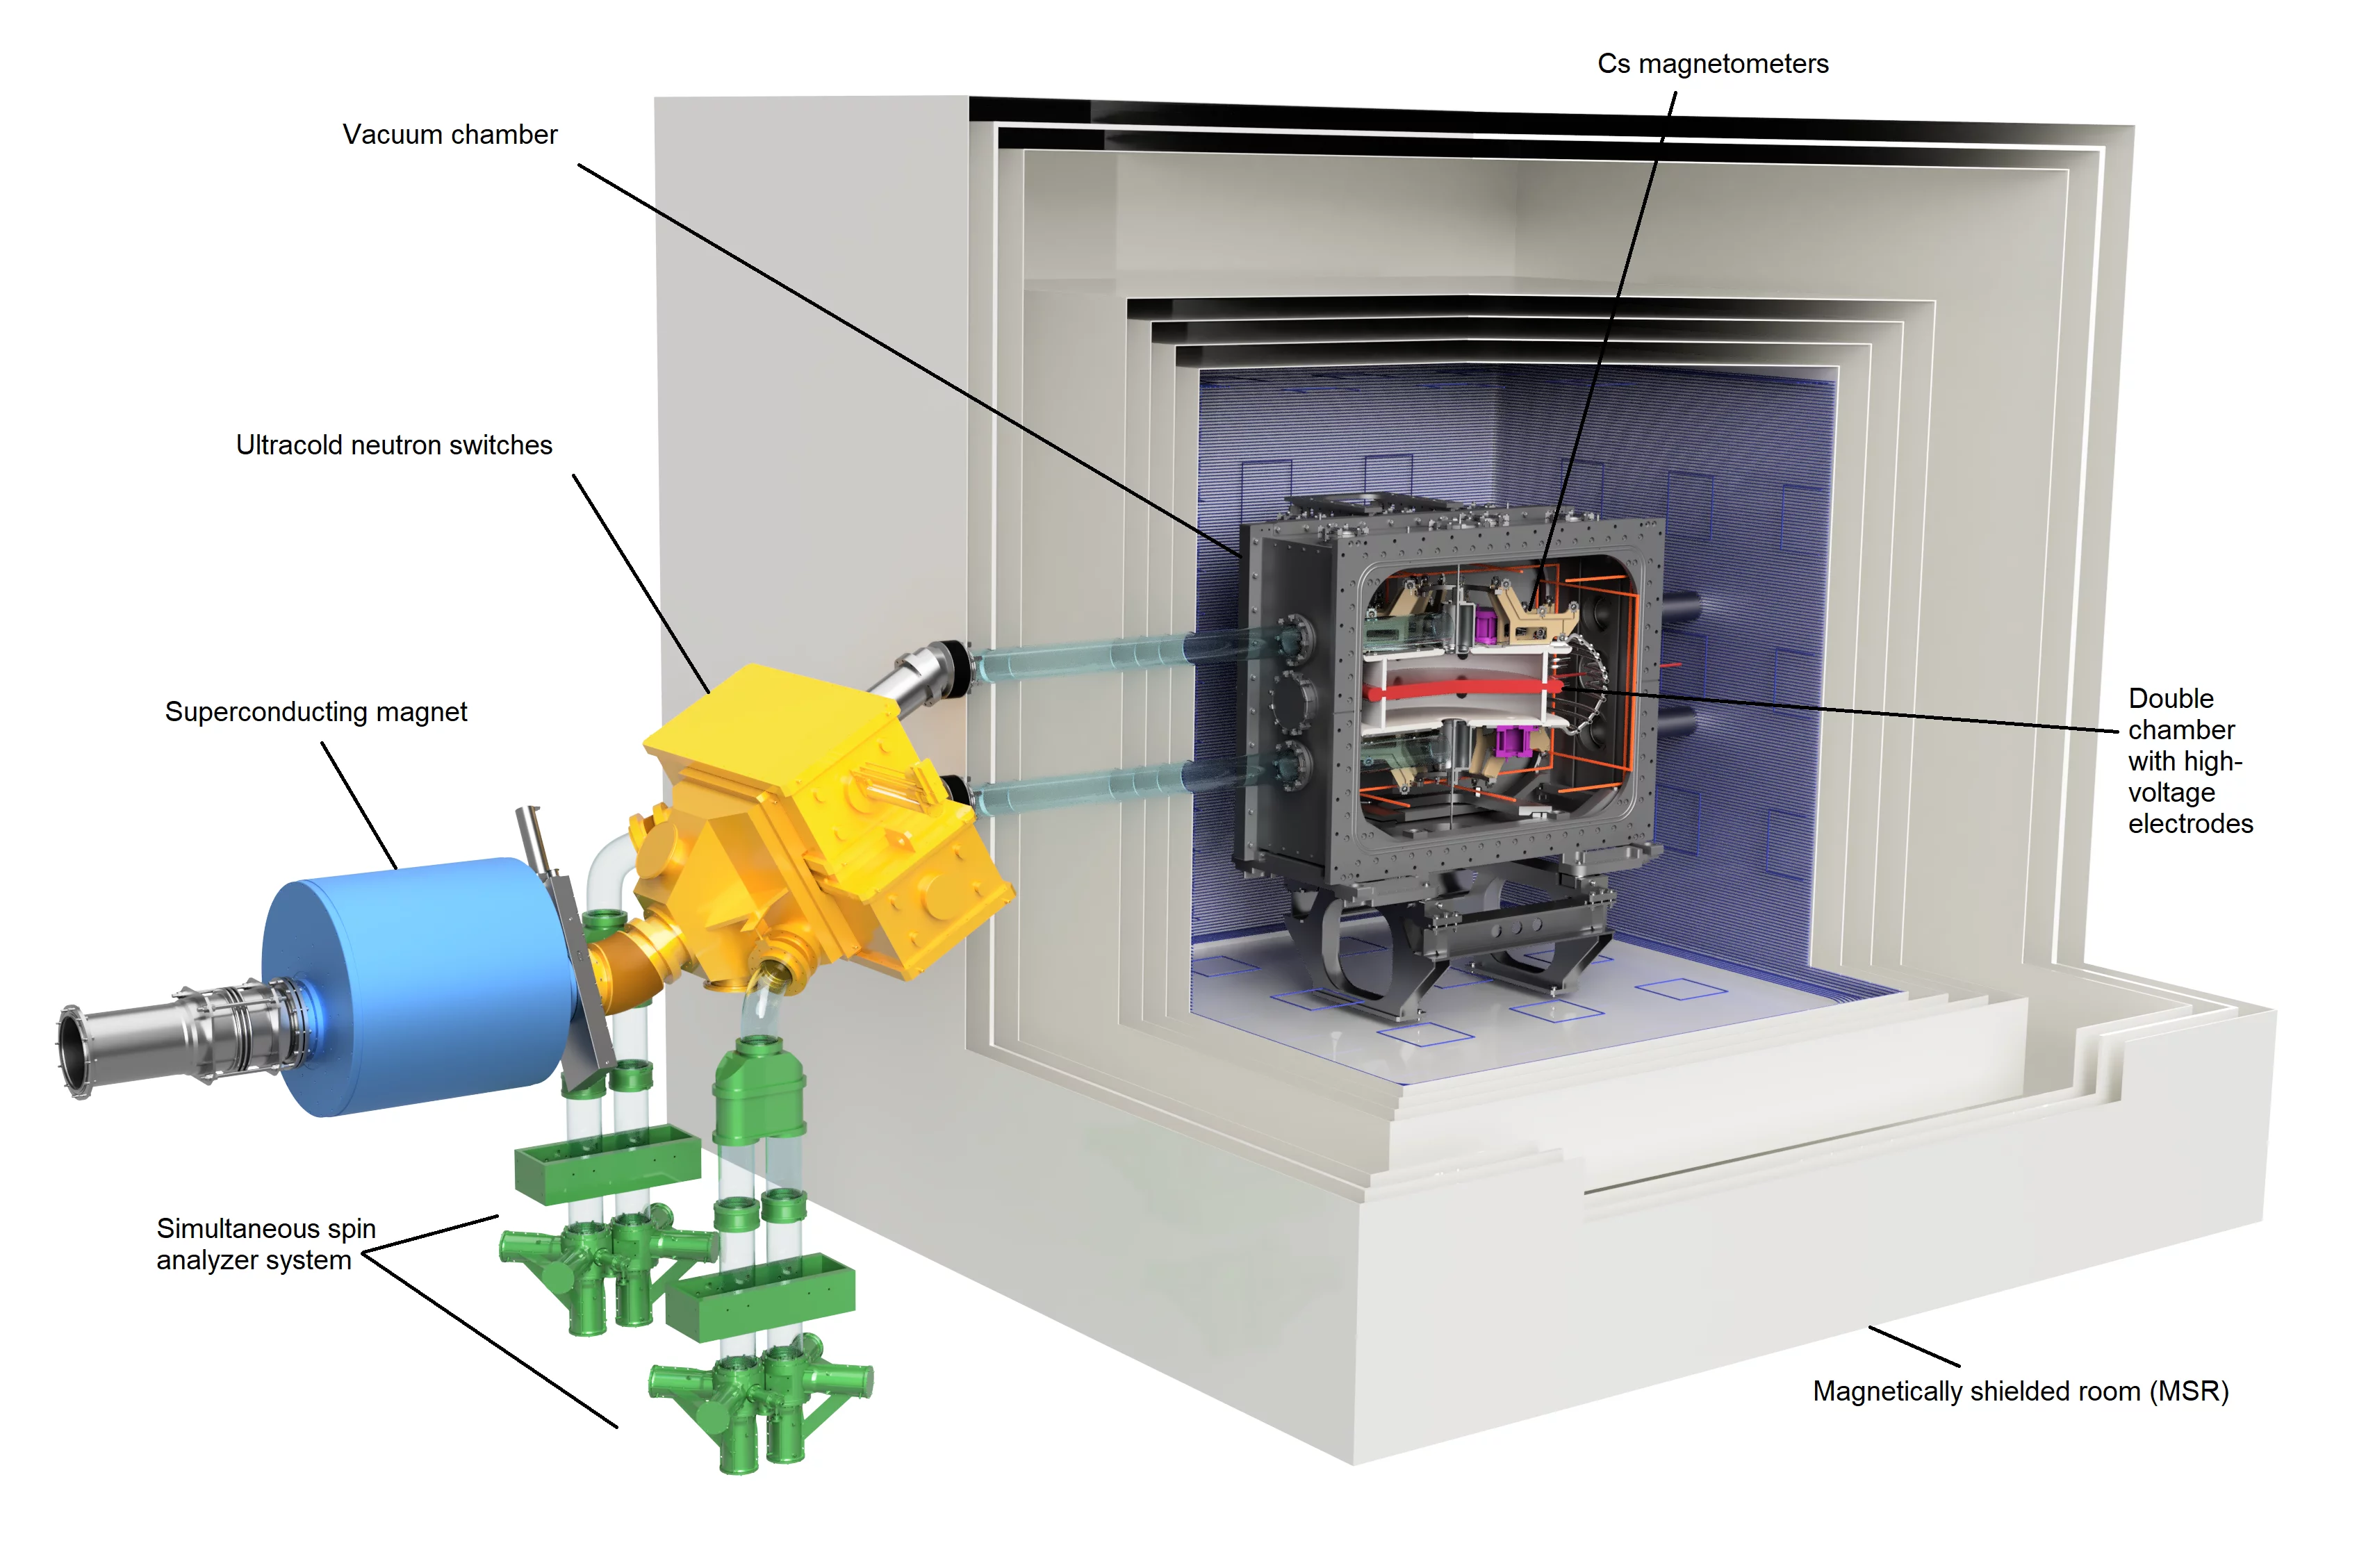 Cs magnetometers
Vacuum chamber
Ultracold neutron switches
Superconducting magnet
Double
chamber
with high-
voltage
electrodes
Simultaneous spin
analyzer system
Magnetically shielded room (MSR)